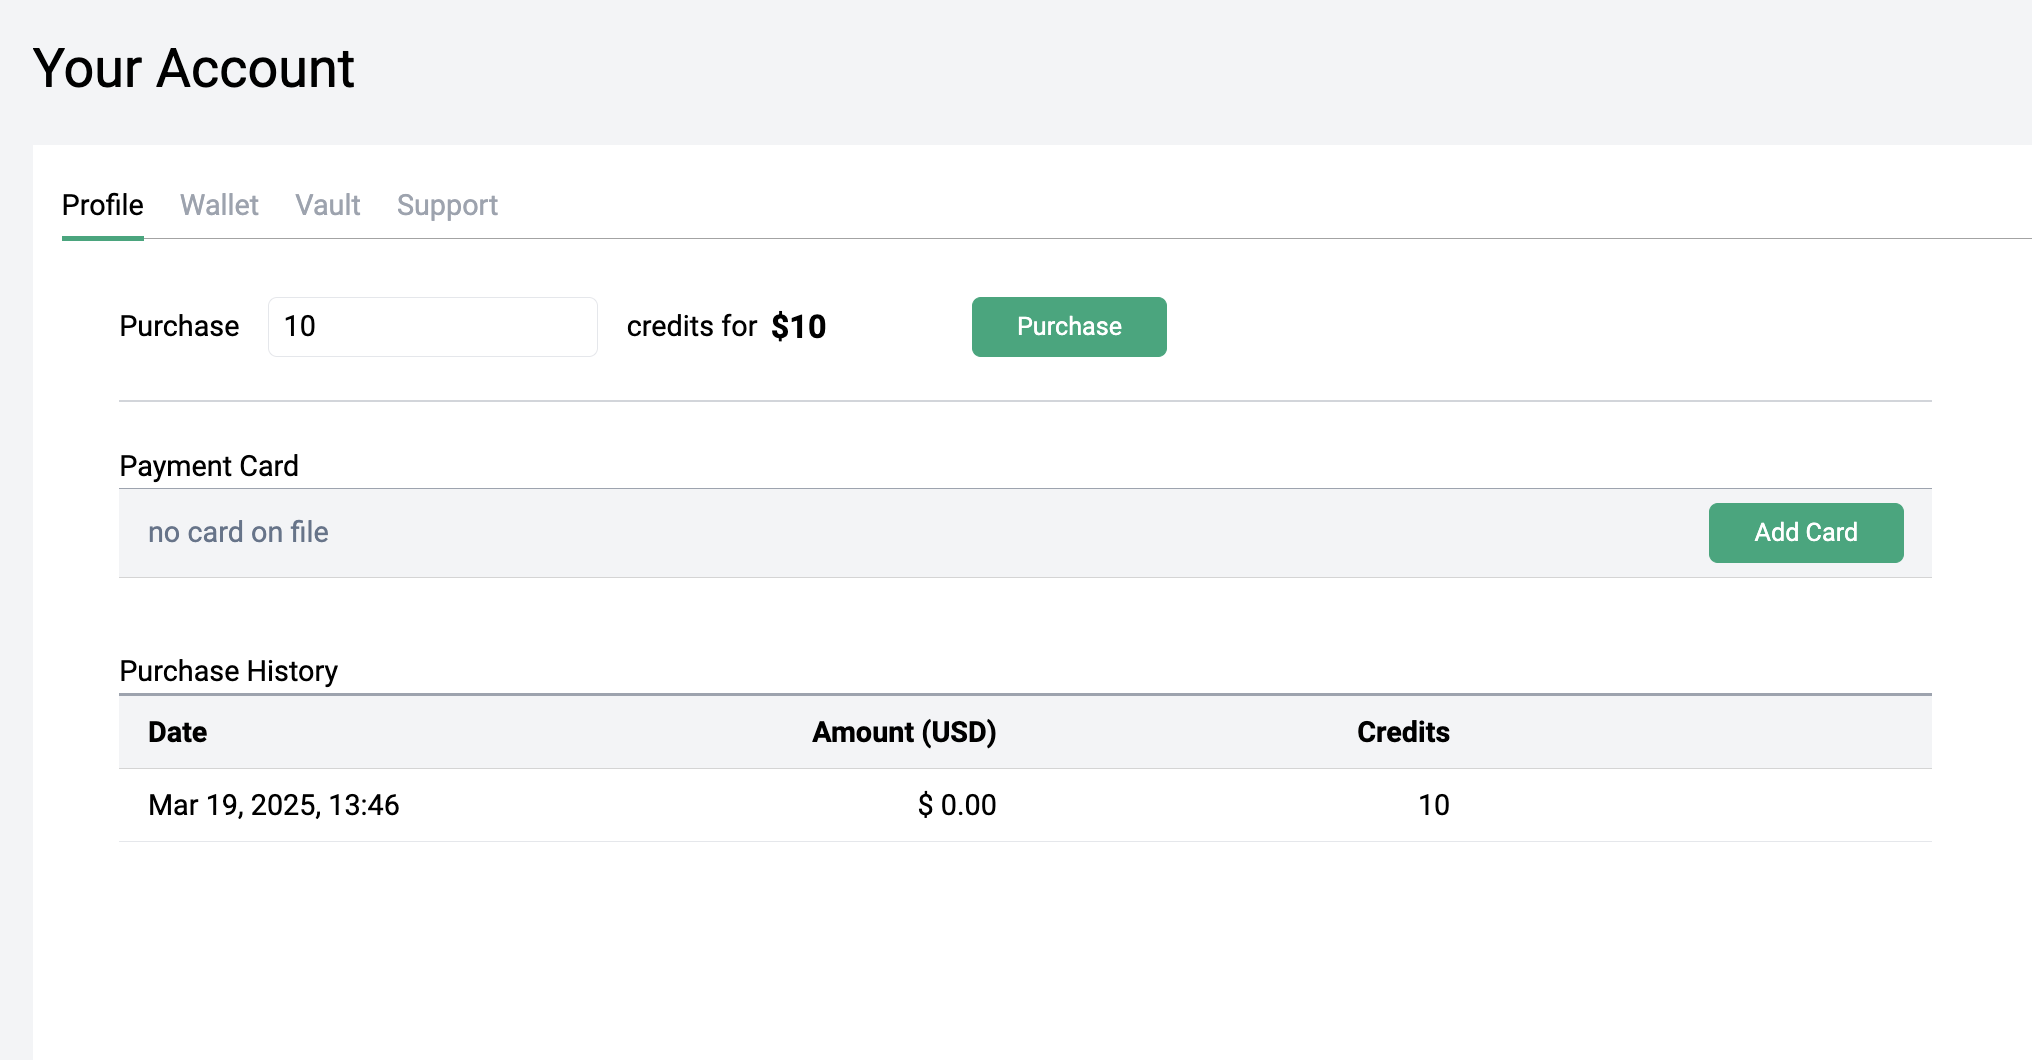 Your Account
Profile Wallet Vault Support
Purchase 10 credits for $10 Purchase
Payment Card
no card on file Add Card
Purchase History
Date Amount (USD) Credits
Mar 19, 2025, 13:46 $ 0.00 10